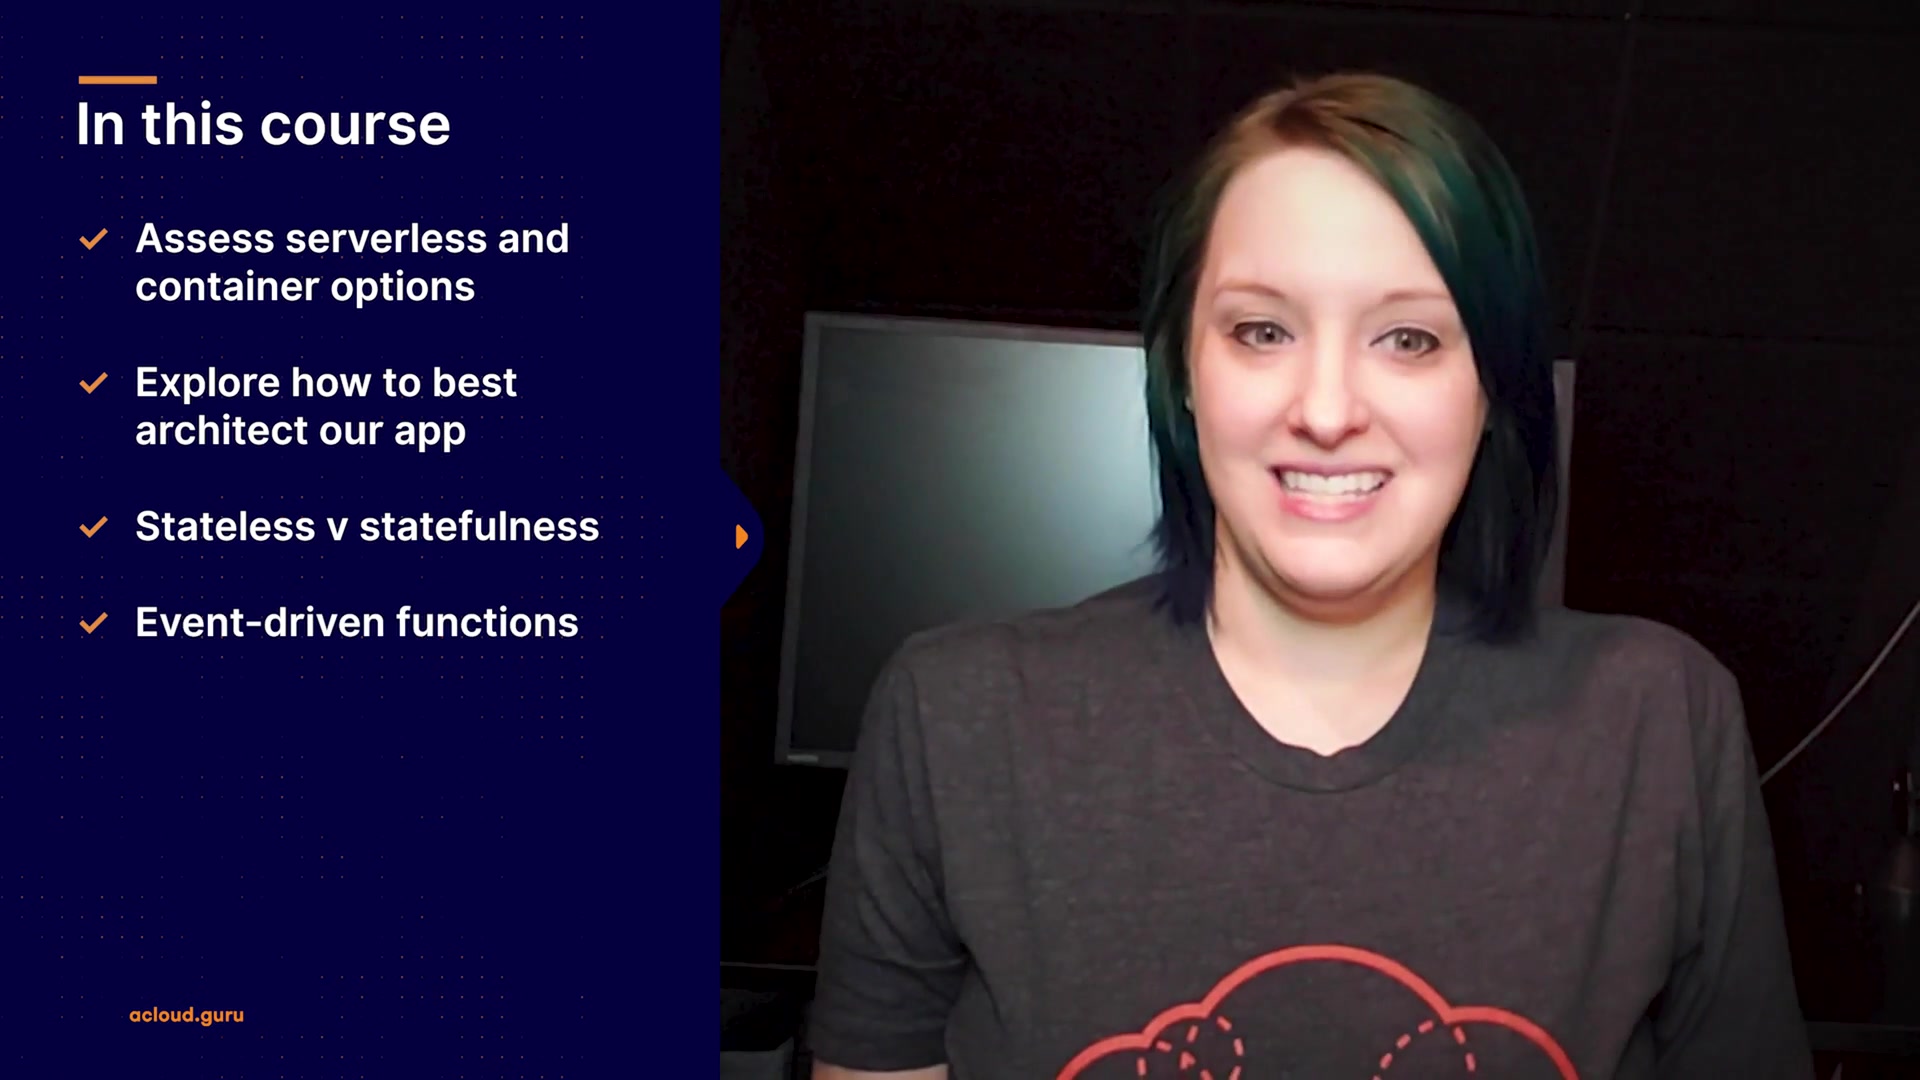 In this course
Assess serverless and
container options
Explore how to best
architect our app
Stateless v statefulness
Event-driven functions
acloud.guru